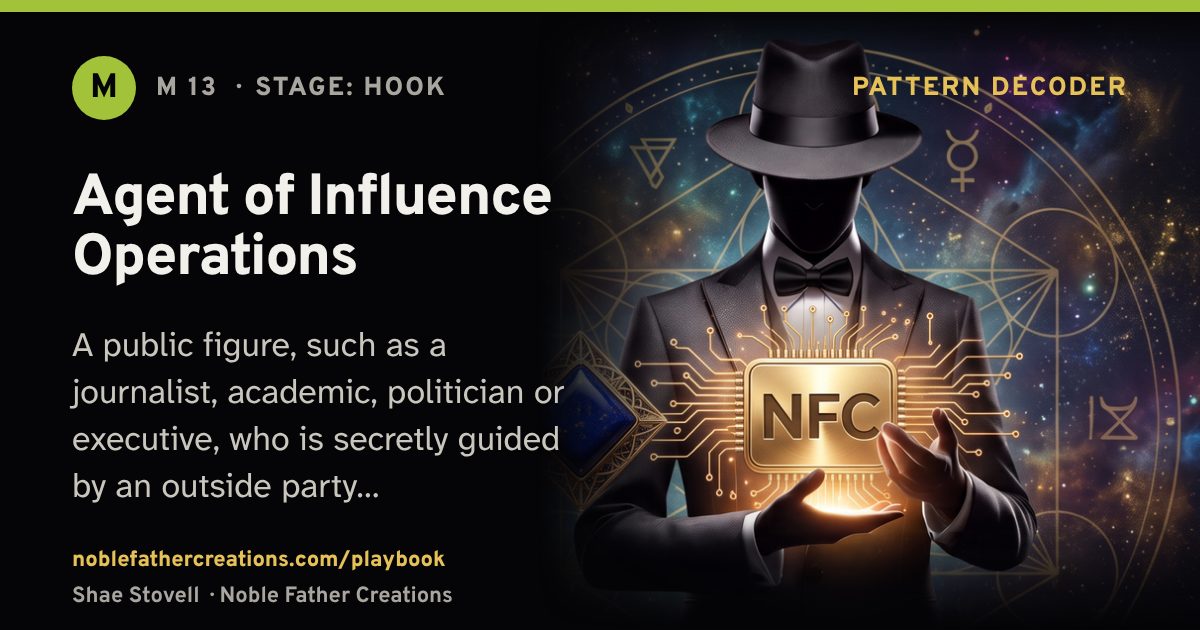 M
M 13 · STAGE: HOOK
PATTERN DECODER
Agent of Influence
Operations
A public figure, such as a
journalist, academic, politician or
executive, who is secretly guided
by an outside party...
noblefathercreations.com/playbook
Shae Stovell · Noble Father Creations
NFC